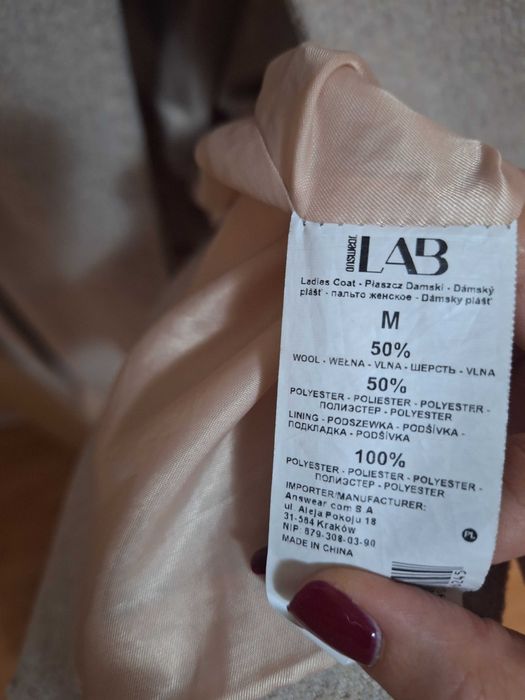 answear.
LAB
Ladies Coat - Płaszcz Damski - Dámský
plášť - пальто женское - Dámsky plášť
M
50%
WOOL - WEŁNA - VLNA - ШЕРСТЬ - VLNA
50%
POLYESTER - POLIESTER - POLYESTER -
ПОЛИЭСТЕР - POLYESTER
LINING - PODSZEWKA - PODŠÍVKA -
ПОДКЛАДКА - PODŠÍVKA
100%
POLYESTER - POLIESTER - POLYESTER -
ПОЛИЭСТЕР - POLYESTER
IMPORTER/MANUFACTURER:
Answear com S A
ul. Aleja Pokoju 18
31-564 Kraków
NIP: 679-308-03-90
MADE IN CHINA
PL